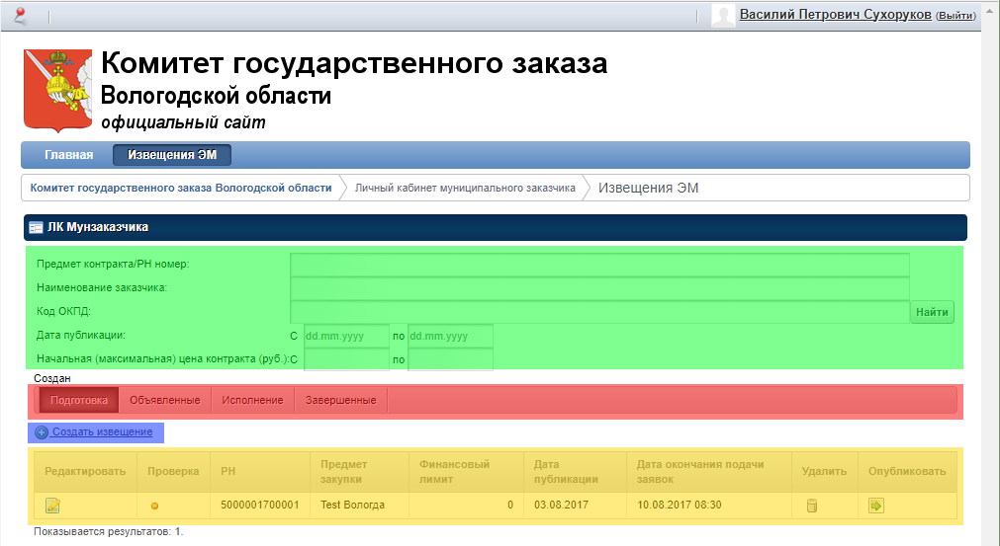 Василий Петрович Сухоруков (Выйти)
Комитет государственного заказа
Вологодской области
официальный сайт
Главная Извещения ЭМ
Комитет государственного заказа Вологодской области Личный кабинет муниципального заказчика Извещения ЭМ
ЛК Мунзаказчика
Предмет контракта/РН номер:
Наименование заказчика:
Код ОКПД: Найти
Дата публикации: С dd.mm.yyyy по dd.mm.yyyy
Начальная (максимальная) цена контракта (руб.):С по
Создан
Подготовка Объявленные Исполнение Завершенные
Создать извещение
Редактировать Проверка РН Предмет закупки Финансовый лимит Дата публикации Дата окончания подачи заявок Удалить Опубликовать
5000001700001 Test Вологда 0 03.08.2017 10.08.2017 08:30
Показывается результатов: 1.